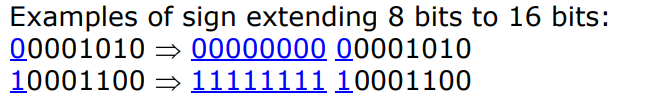 Examples of sign extending 8 bits to 16 bits:
00001010 ⇒ 00000000 00001010
10001100 ⇒ 11111111 10001100